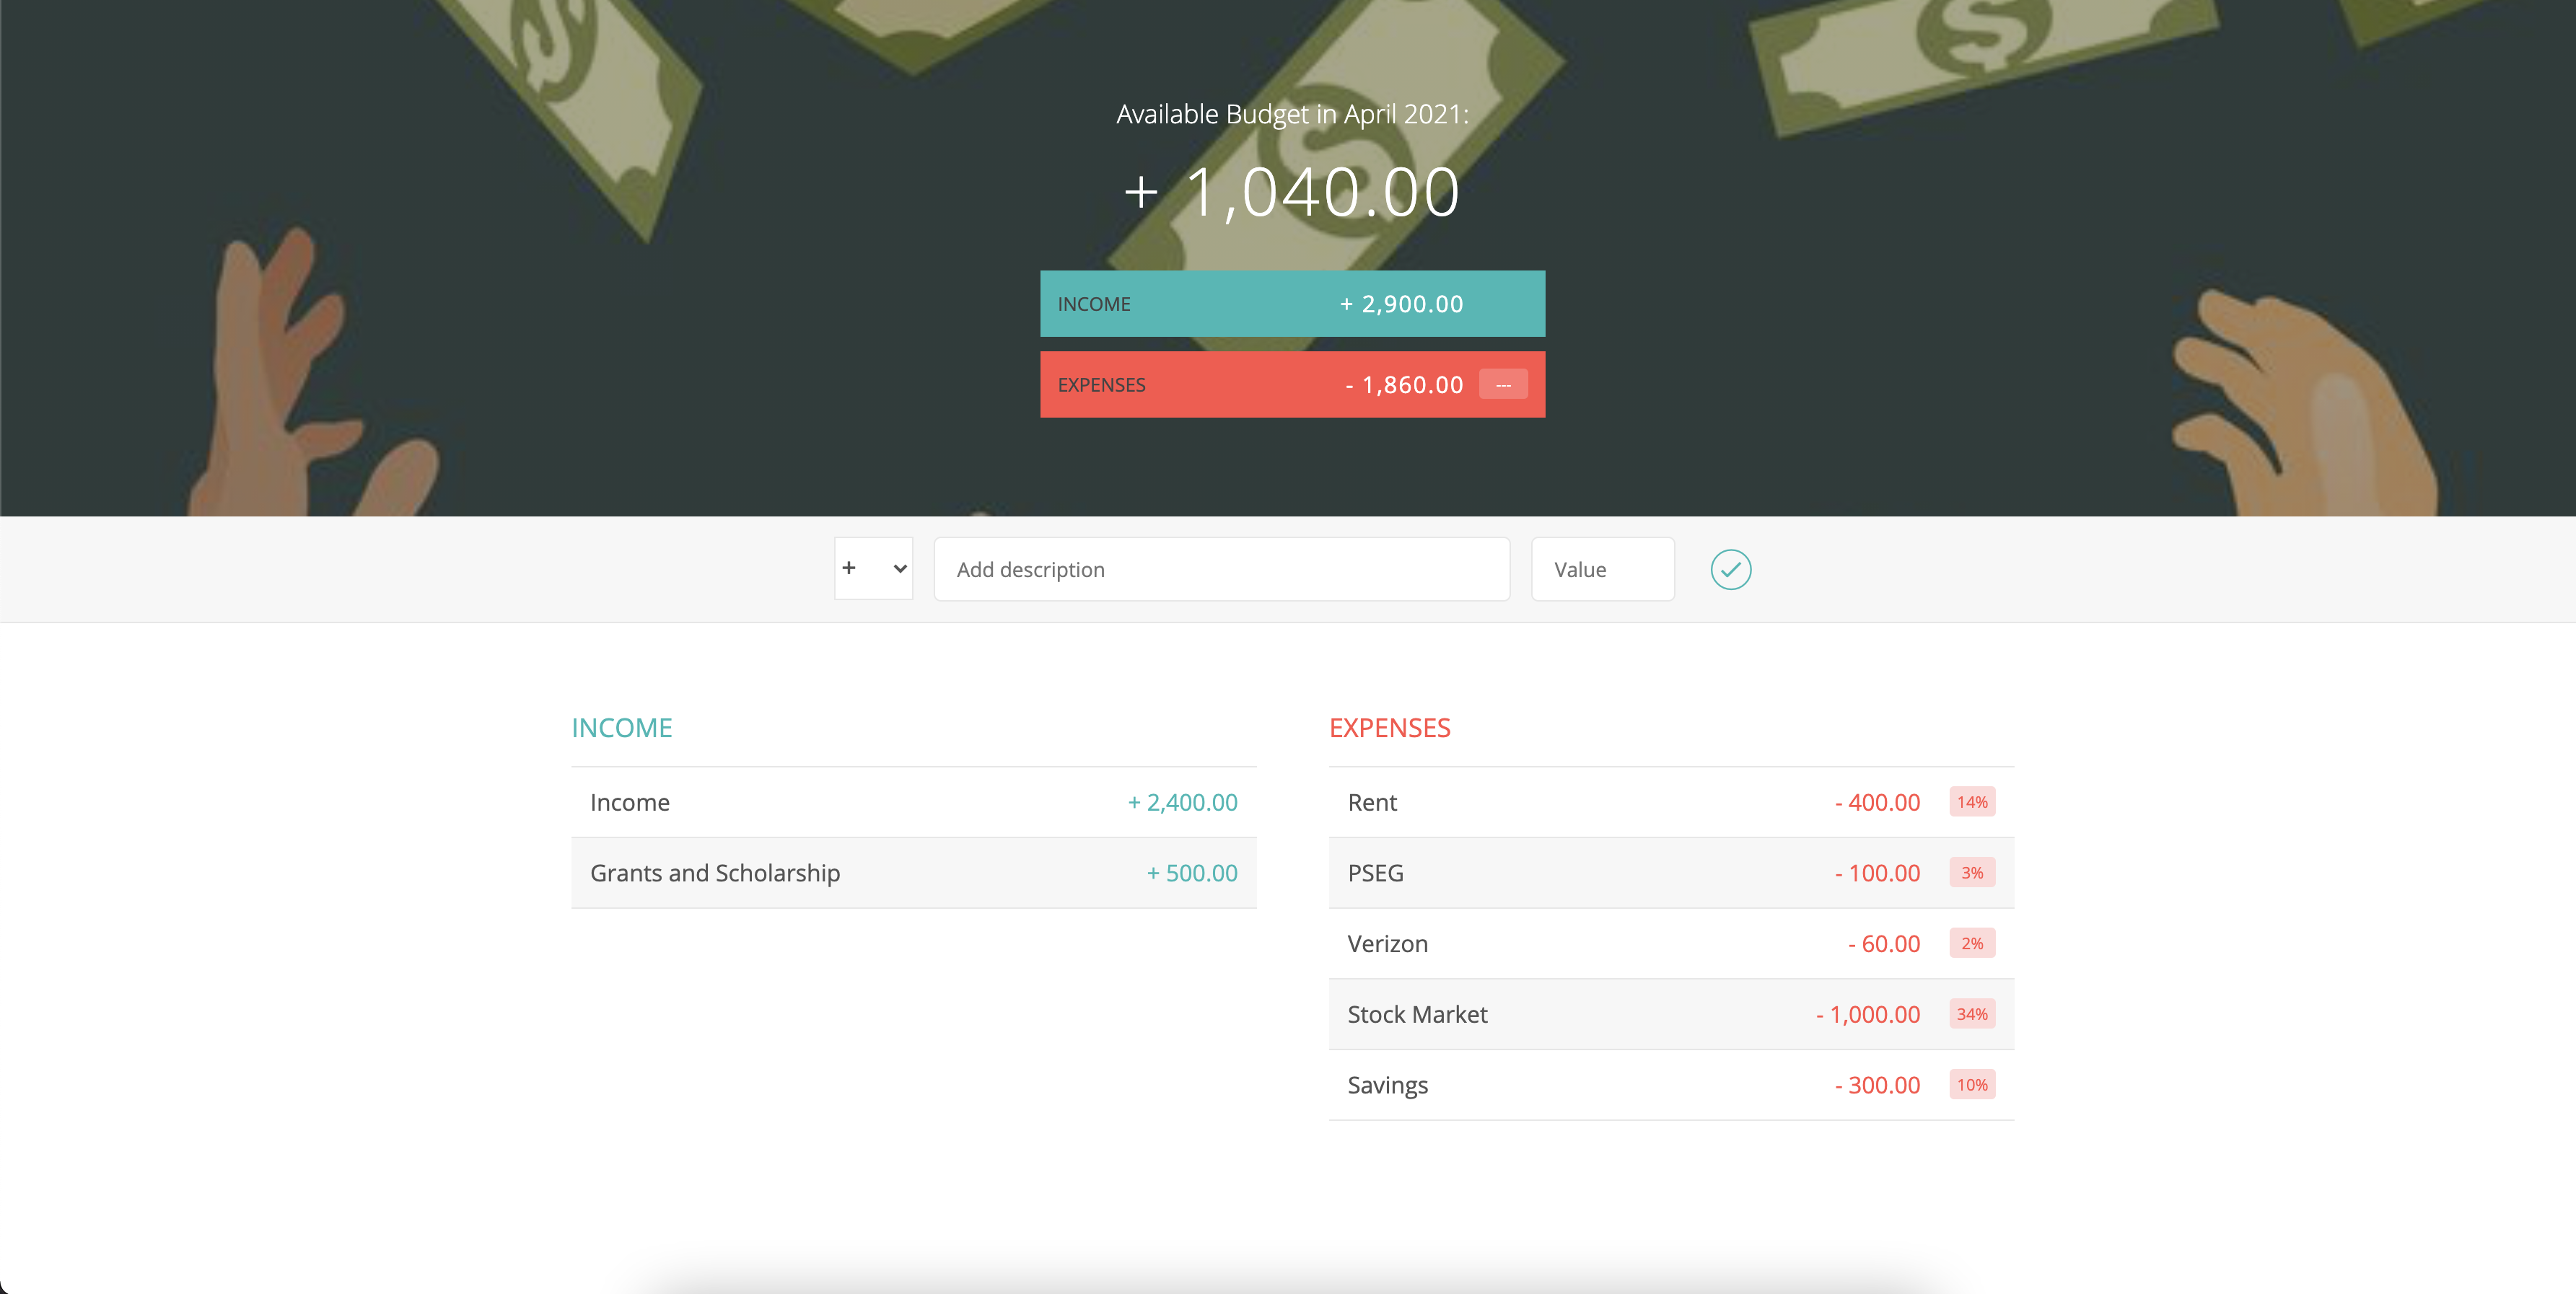 Available Budget in April 2021:
+ 1,040.00
INCOME + 2,900.00
EXPENSES - 1,860.00 ---
+ Add description Value
INCOME
Income + 2,400.00
Grants and Scholarship + 500.00
EXPENSES
Rent - 400.00 14%
PSEG - 100.00 3%
Verizon - 60.00 2%
Stock Market - 1,000.00 34%
Savings - 300.00 10%